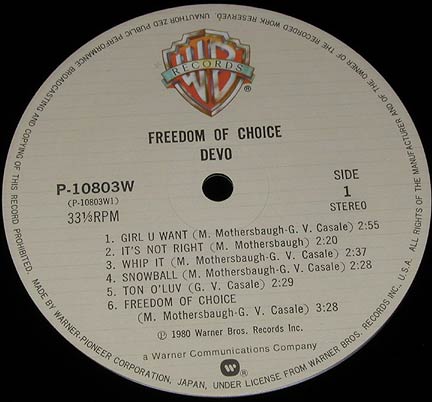 WB
RECORDS
®
FREEDOM OF CHOICE
DEVO
P-10803W
(P-10803W1)
33⅓RPM
SIDE
1
STEREO
1. GIRL U WANT (M. Mothersbaugh-G. V. Casale) 2:55
2. IT'S NOT RIGHT (M. Mothersbaugh) 2:20
3. WHIP IT (M. Mothersbaugh-G. V. Casale) 2:37
4. SNOWBALL (M. Mothersbaugh-G. V. Casale) 2:28
5. TON O'LUV (G. V. Casale) 2:29
6. FREEDOM OF CHOICE
(M. Mothersbaugh-G. V. Casale) 3:28
Ⓟ 1980 Warner Bros. Records Inc.
a Warner Communications Company
®
MADE BY WARNER-PIONEER CORPORATION, JAPAN, UNDER LICENSE FROM WARNER BROS. RECORDS INC., U.S.A. ALL RIGHTS OF THE MANUFACTURER AND OF THE OWNER OF THE RECORDED WORK RESERVED. UNAUTHORIZED PUBLIC PERFORMANCE BROADCASTING AND COPYING OF THIS RECORD PROHIBITED.